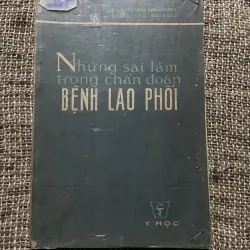 Những sai lầm
trong chẩn đoán
BỆNH LAO PHỔI
Y HỌC